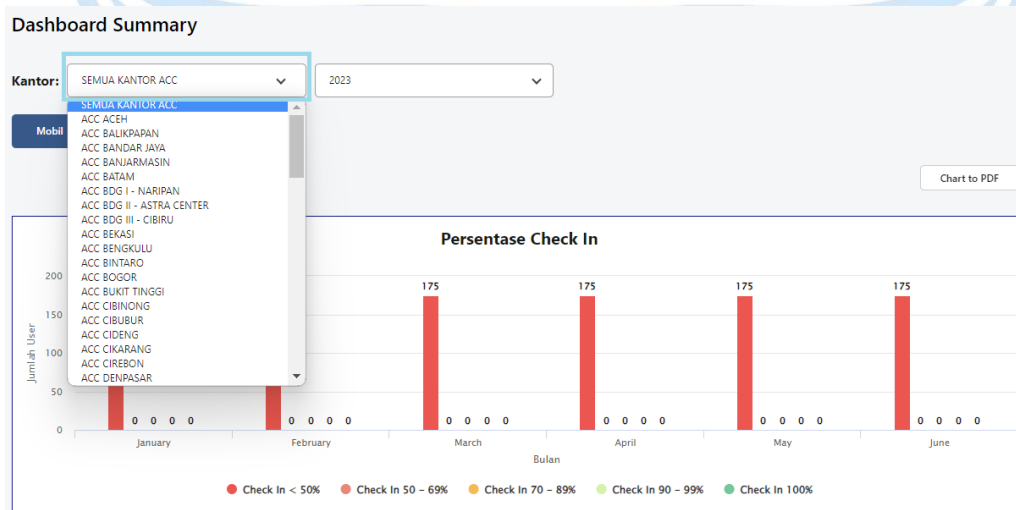 Dashboard Summary
Kantor: SEMUA KANTOR ACC 2023
SEMUA KANTOR ACC
ACC ACEH
ACC BALIKPAPAN
ACC BANDAR JAYA
ACC BANJARMASIN
ACC BATAM
ACC BDG I - NARIPAN
ACC BDG II - ASTRA CENTER
ACC BDG III - CIBIRU
ACC BEKASI
ACC BENGKULU
ACC BINTARO
ACC BOGOR
ACC BUKIT TINGGI
ACC CIBINONG
ACC CIBUBUR
ACC CIDENG
ACC CIKARANG
ACC CIREBON
ACC DENPASAR
Mobil
Chart to PDF
Persentase Check In
Jumlah User
200
150
100
50
0
175 175 175 175
0 0 0 0 0 0 0 0 0 0 0 0 0 0 0 0 0 0 0 0 0 0 0 0
January February March April May June
Bulan
Check In < 50% Check In 50 – 69% Check In 70 – 89% Check In 90 – 99% Check In 100%